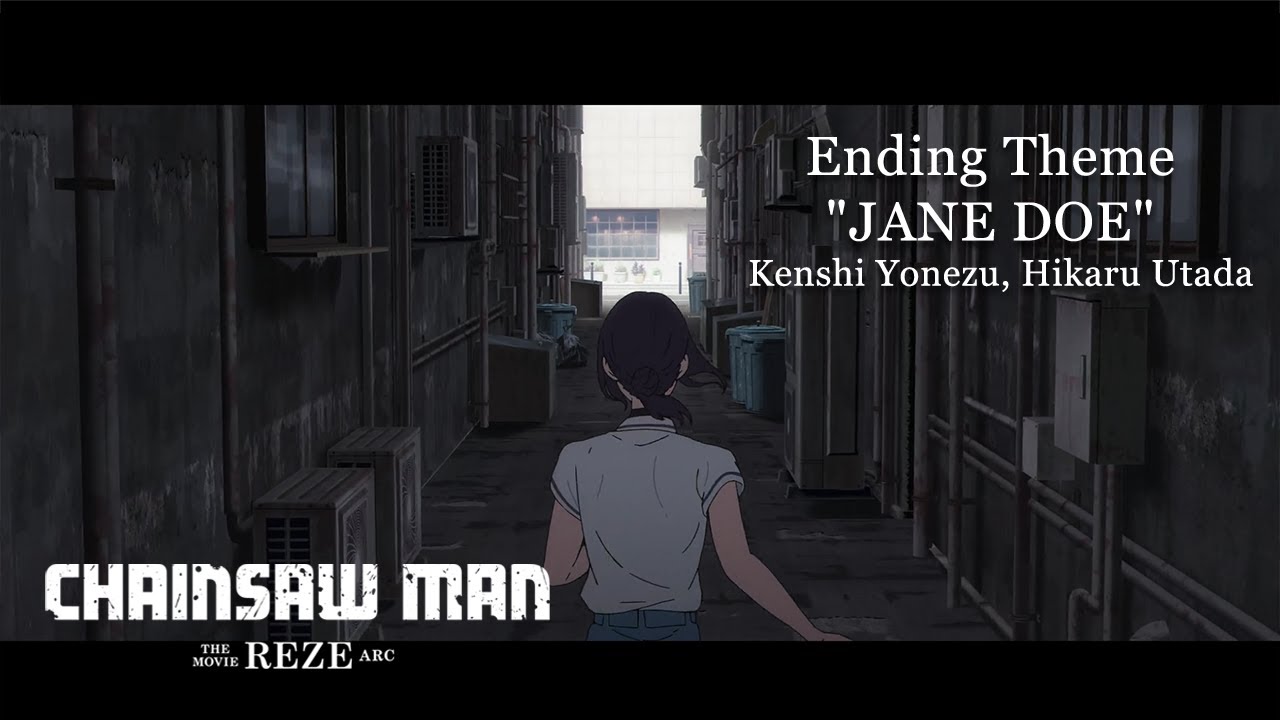 Ending Theme
"JANE DOE"
Kenshi Yonezu, Hikaru Utada
CHAINSAW MAN
THE MOVIE REZE ARC